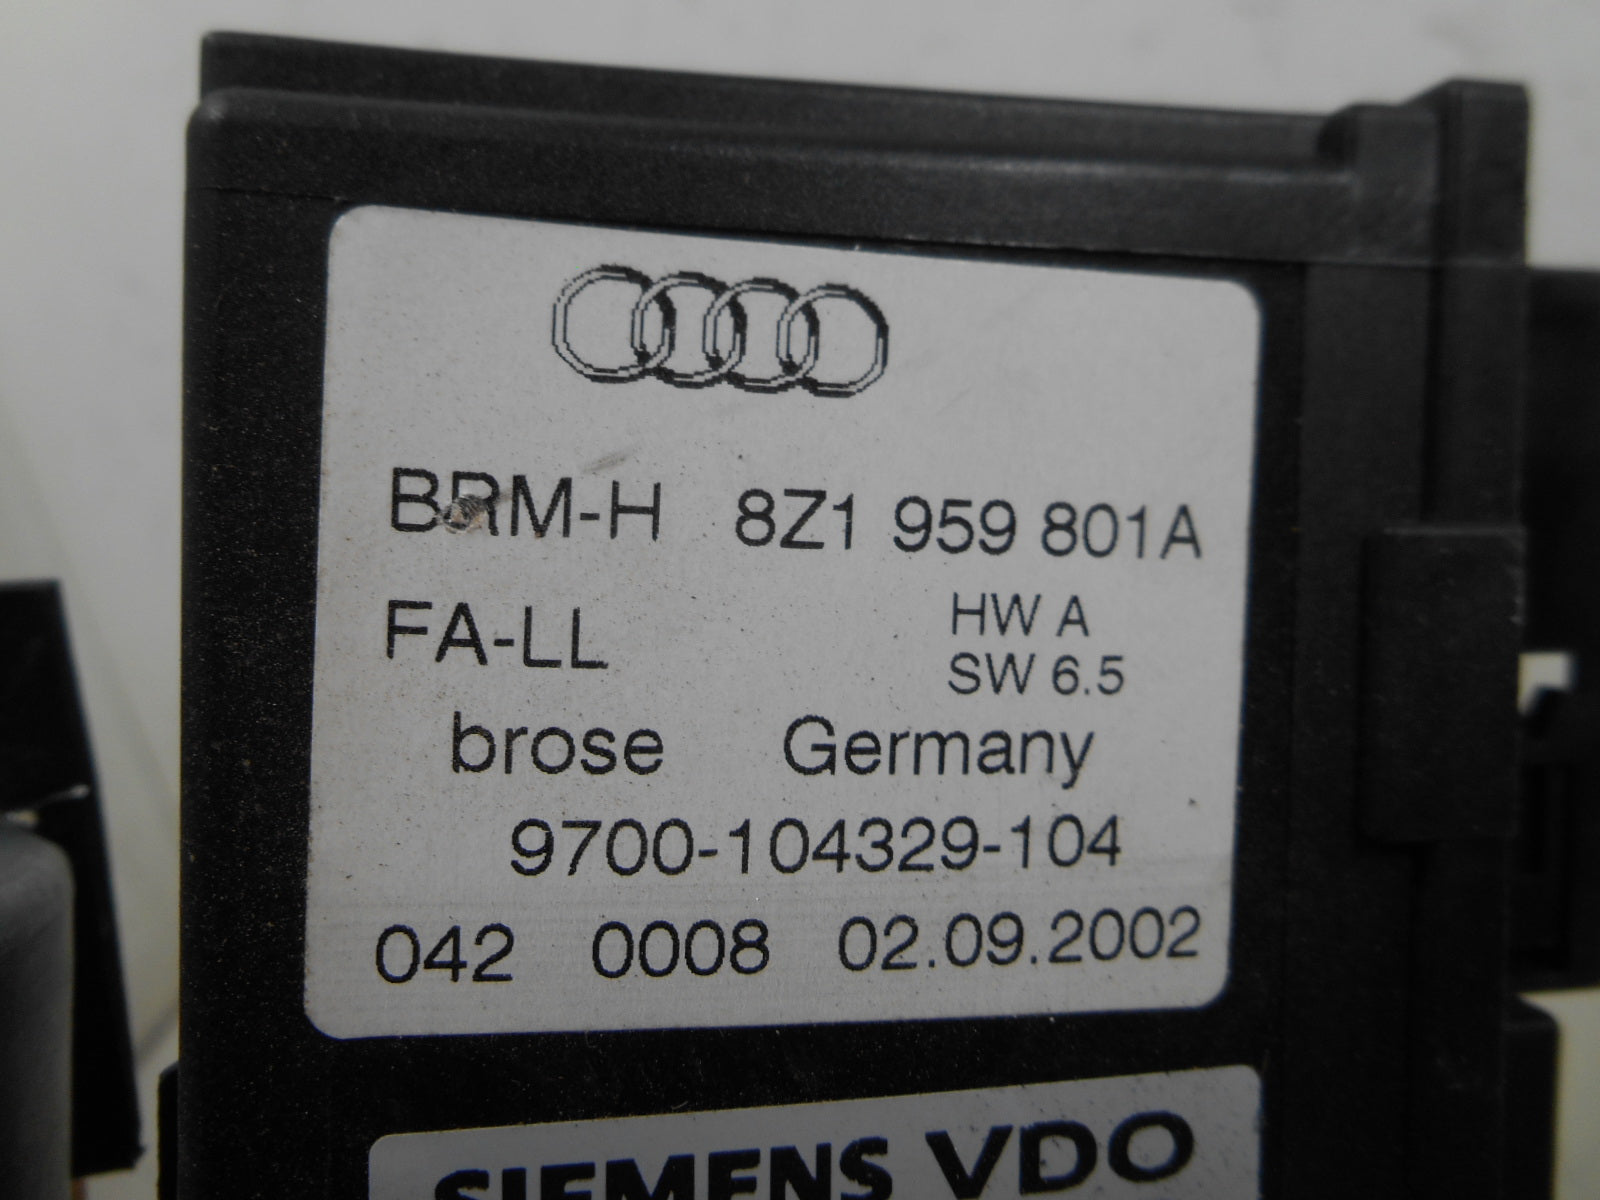 BRM-H 8Z1 959 801A
FA-LL HW A
SW 6.5
brose Germany
9700-104329-104
042 0008 02.09.2002
SIEMENS VDO